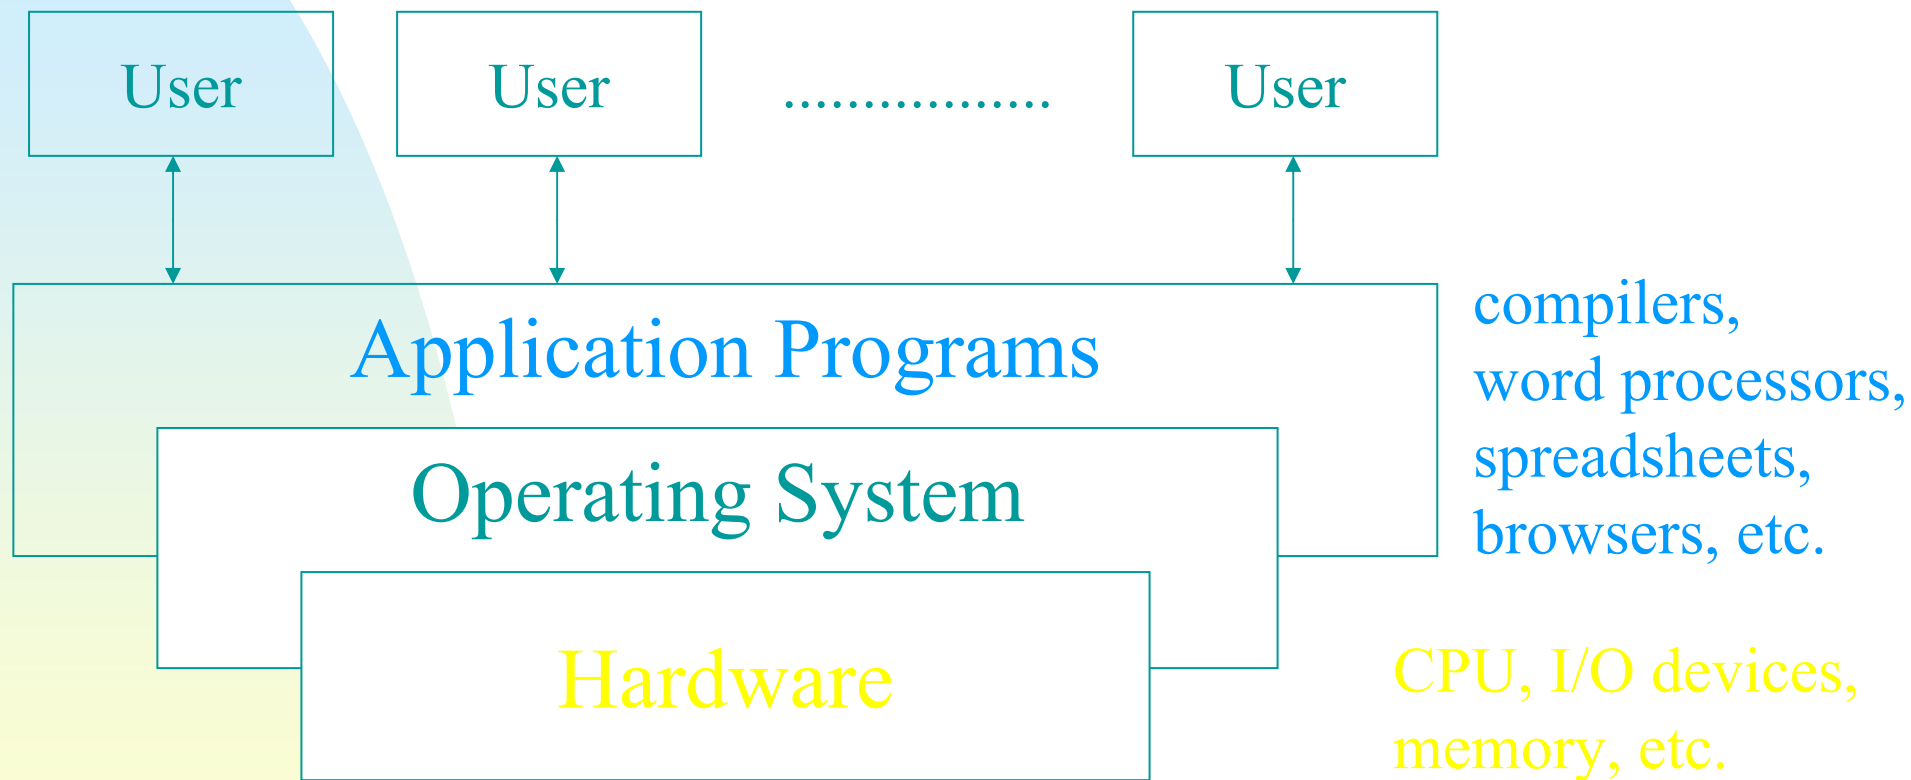 User User ................. User
Application Programs
compilers,
word processors,
spreadsheets,
browsers, etc.
Operating System
Hardware
CPU, I/O devices,
memory, etc.